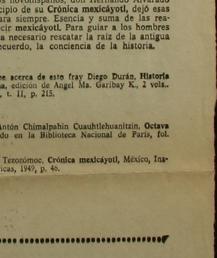 novohispanos, don Hernando Alvarado
cipio de su Crónica mexicáyotl, dejó esas
para siempre. Esencia y suma de las rea-
cir mexicáyotl. Para guiar a los hombres
a necesario rescatar la raíz de la antigua
ecuerdo, la conciencia de la historia.
acerca de esto fray Diego Durán, Historia
edición de Angel Ma. Garibay K., 2 vols.,
t. II, p. 215.
Antón Chimalpahin Cuauhtlehuanitzin, Octava
do en la Biblioteca Nacional de París, fol.
Tezozómoc, Crónica mexicáyotl, México, Ins-
ricas, 1949, p. 46.